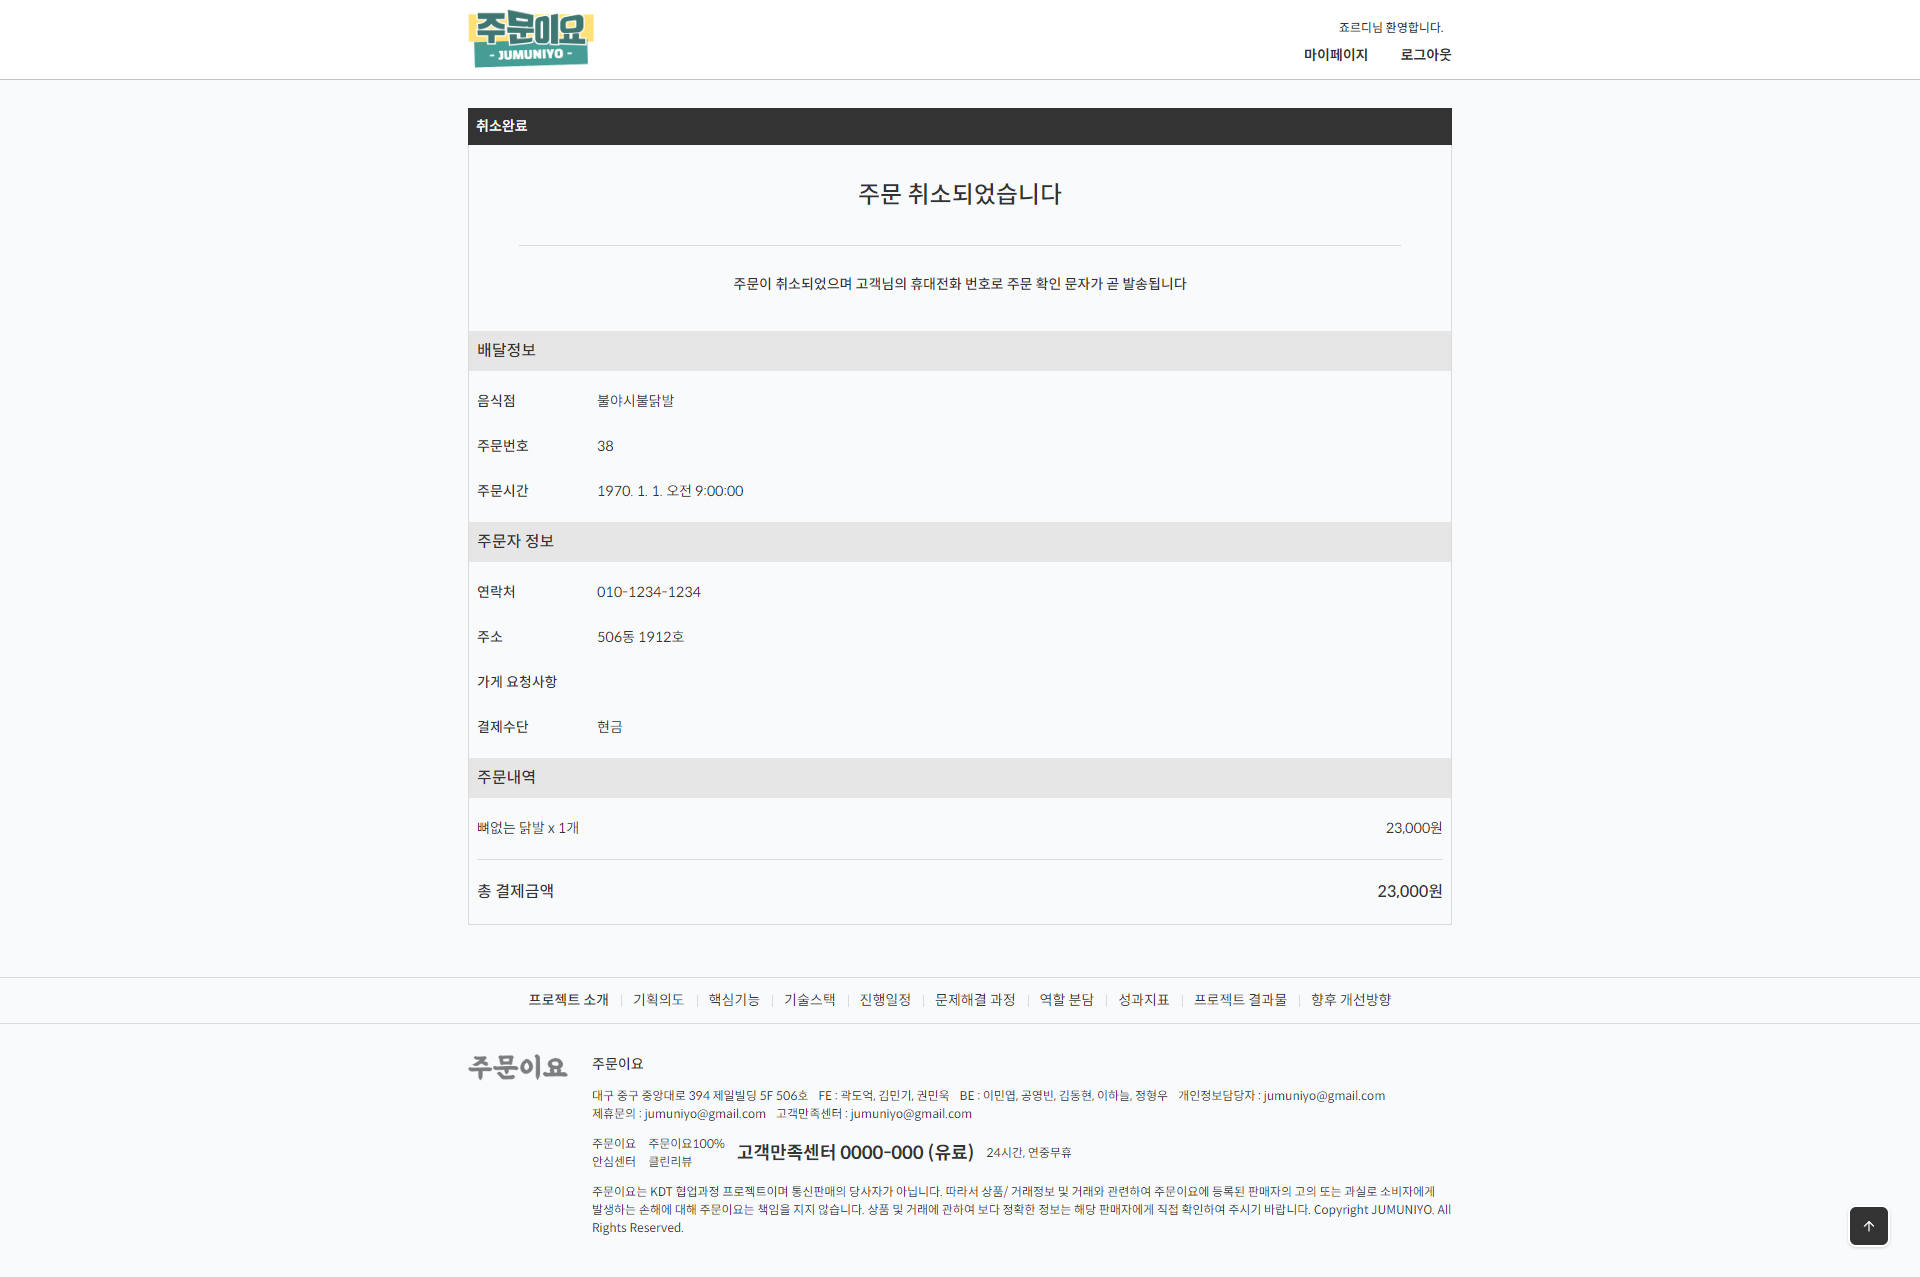 주문이요
- JUMUNIYO -
죠르디님 환영합니다.
마이페이지 로그아웃
취소완료
주문 취소되었습니다
주문이 취소되었으며 고객님의 휴대전화 번호로 주문 확인 문자가 곧 발송됩니다
배달정보
음식점 불야시불닭발
주문번호 38
주문시간 1970. 1. 1. 오전 9:00:00
주문자 정보
연락처 010-1234-1234
주소 506동 1912호
가게 요청사항
결제수단 현금
주문내역
뼈없는 닭발 x 1개 23,000원
총 결제금액 23,000원
프로젝트 소개 기획의도 핵심기능 기술스택 진행일정 문제해결 과정 역할 분담 성과지표 프로젝트 결과물 향후 개선방향
주문이요 주문이요
대구 중구 중앙대로 394 제일빌딩 5F 506호 FE : 곽도억, 김민기, 권민욱 BE : 이민엽, 공영빈, 김동현, 이하늘, 정형우 개인정보담당자 : jumuniyo@gmail.com
제휴문의 : jumuniyo@gmail.com 고객만족센터 : jumuniyo@gmail.com
주문이요 주문이요100%
안심센터 클린리뷰
고객만족센터 0000-000 (유료) 24시간, 연중무휴
주문이요는 KDT 협업과정 프로젝트이며 통신판매의 당사자가 아닙니다. 따라서 상품/ 거래정보 및 거래와 관련하여 주문이요에 등록된 판매자의 고의 또는 과실로 소비자에게
발생하는 손해에 대해 주문이요는 책임을 지지 않습니다. 상품 및 거래에 관하여 보다 정확한 정보는 해당 판매자에게 직접 확인하여 주시기 바랍니다. Copyright JUMUNIYO. All
Rights Reserved.